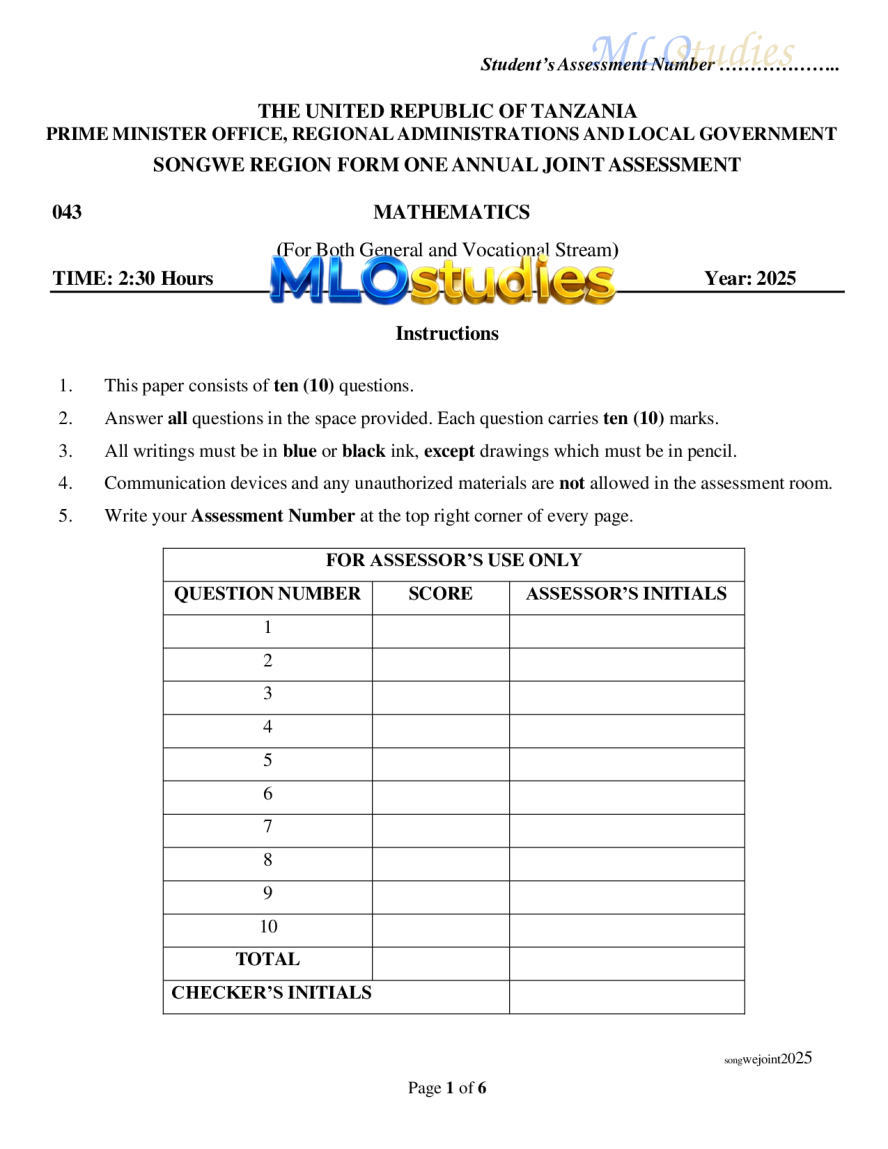 MLOstudies
Student's Assessment Number ………………..
THE UNITED REPUBLIC OF TANZANIA
PRIME MINISTER OFFICE, REGIONAL ADMINISTRATIONS AND LOCAL GOVERNMENT
SONGWE REGION FORM ONE ANNUAL JOINT ASSESSMENT
043 MATHEMATICS
(For Both General and Vocational Stream)
TIME: 2:30 Hours Year: 2025
MLOstudies
Instructions
1. This paper consists of ten (10) questions.
2. Answer all questions in the space provided. Each question carries ten (10) marks.
3. All writings must be in blue or black ink, except drawings which must be in pencil.
4. Communication devices and any unauthorized materials are not allowed in the assessment room.
5. Write your Assessment Number at the top right corner of every page.
FOR ASSESSOR'S USE ONLY
QUESTION NUMBER SCORE ASSESSOR'S INITIALS
1
2
3
4
5
6
7
8
9
10
TOTAL
CHECKER'S INITIALS
songwejoint2025
Page 1 of 6